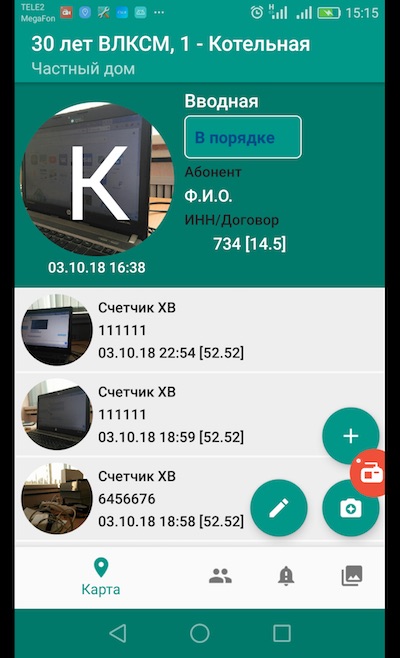 TELE2
MegaFon
H
15:15
30 лет ВЛКСМ, 1 - Котельная
Частный дом
К
03.10.18 16:38
Вводная
В порядке
Абонент
Ф.И.О.
ИНН/Договор
734 [14.5]
Счетчик ХВ
111111
03.10.18 22:54 [52.52]
Счетчик ХВ
111111
03.10.18 18:59 [52.52]
Счетчик ХВ
6456676
03.10.18 18:58 [52.52]
Карта